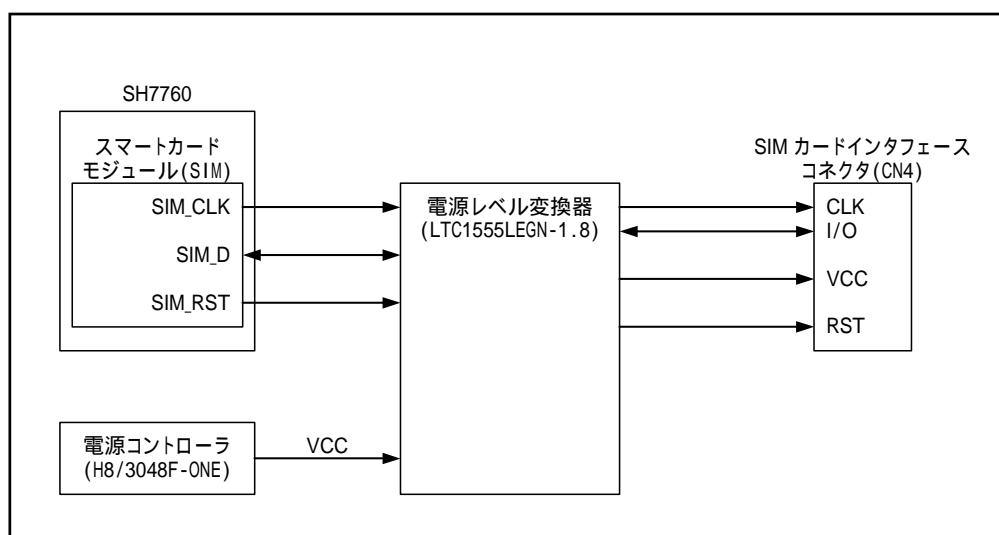 SH7760
スマートカード
モジュール(SIM)
SIM_CLK
SIM_D
SIM_RST
電源レベル変換器
(LTC1555LEGN-1.8)
SIM カードインタフェース
コネクタ(CN4)
CLK
I/O
VCC
RST
電源コントローラ
(H8/3048F-ONE)
VCC